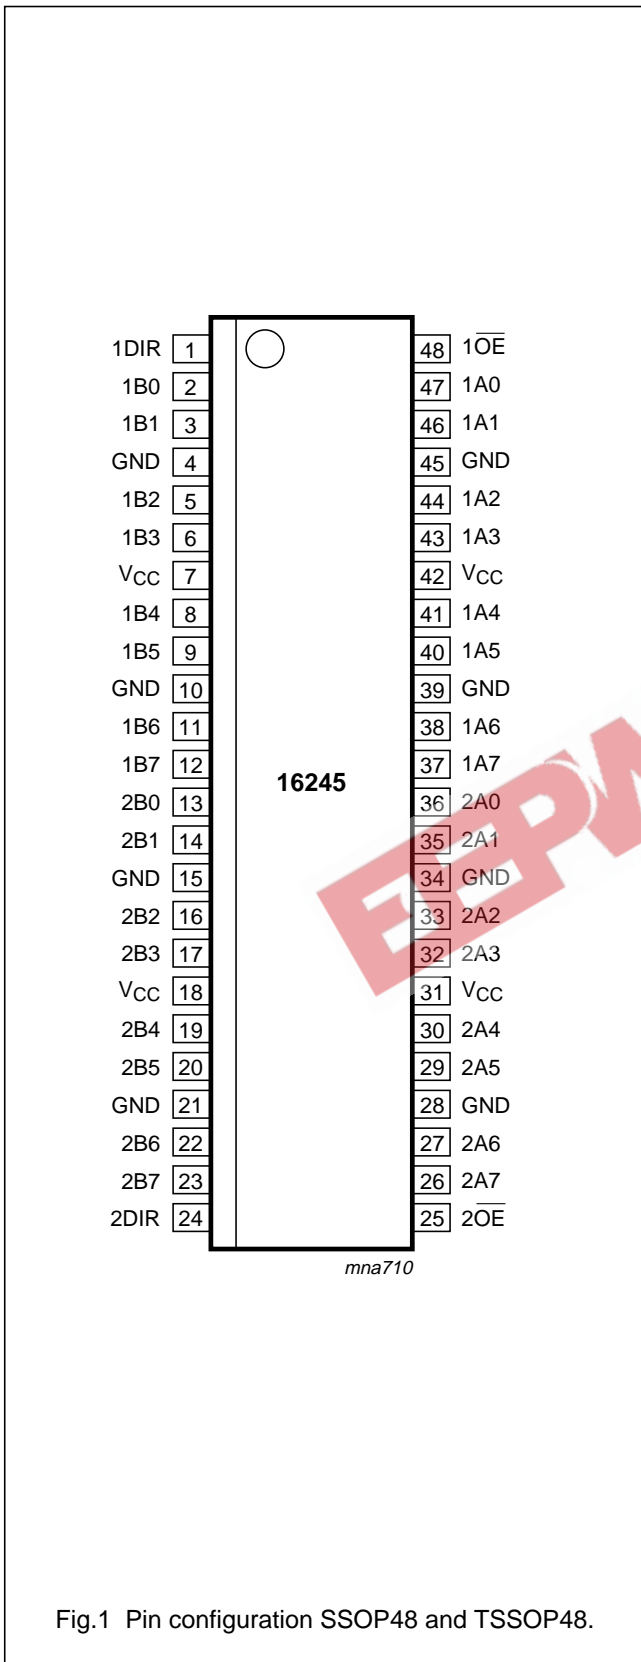 1DIR 1 48 1O̅E̅
1B0 2 47 1A0
1B1 3 46 1A1
GND 4 45 GND
1B2 5 44 1A2
1B3 6 43 1A3
VCC 7 42 VCC
1B4 8 41 1A4
1B5 9 40 1A5
GND 10 39 GND
1B6 11 38 1A6
1B7 12 37 1A7
16245
2B0 13 36 2A0
2B1 14 35 2A1
GND 15 34 GND
2B2 16 33 2A2
2B3 17 32 2A3
VCC 18 31 VCC
2B4 19 30 2A4
2B5 20 29 2A5
GND 21 28 GND
2B6 22 27 2A6
2B7 23 26 2A7
2DIR 24 25 2O̅E̅
mna710
EEPW
Fig.1 Pin configuration SSOP48 and TSSOP48.